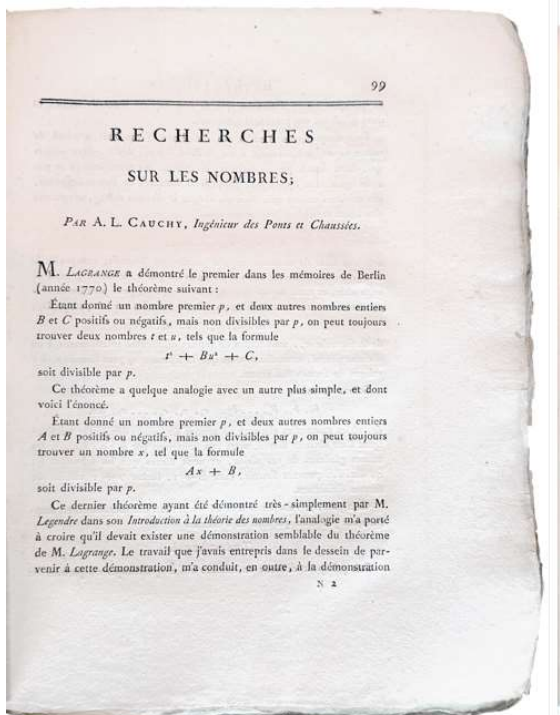 99
RECHERCHES
SUR LES NOMBRES;
PAR A. L. CAUCHY, Ingénieur des Ponts et Chaussées.
M. LAGRANGE a démontré le premier dans les mémoires de Berlin
(année 1770) le théorème suivant :
Étant donné un nombre premier p, et deux autres nombres entiers
B et C positifs ou négatifs, mais non divisibles par p, on peut toujours
trouver deux nombres t et u, tels que la formule
t² + Bu² + C,
soit divisible par p.
Ce théorème a quelque analogie avec un autre plus simple, et dont
voici l'énoncé.
Étant donné un nombre premier p, et deux autres nombres entiers
A et B positifs ou négatifs, mais non divisibles par p, on peut toujours
trouver un nombre x, tel que la formule
Ax + B,
soit divisible par p.
Ce dernier théorème ayant été démontré très-simplement par M.
Legendre dans son Introduction à la théorie des nombres, l'analogie m'a porté
à croire qu'il devait exister une démonstration semblable du théorème
de M. Lagrange. Le travail que j'avais entrepris dans le dessein de par-
venir à cette démonstration, m'a conduit, en outre, à la démonstration
N 2